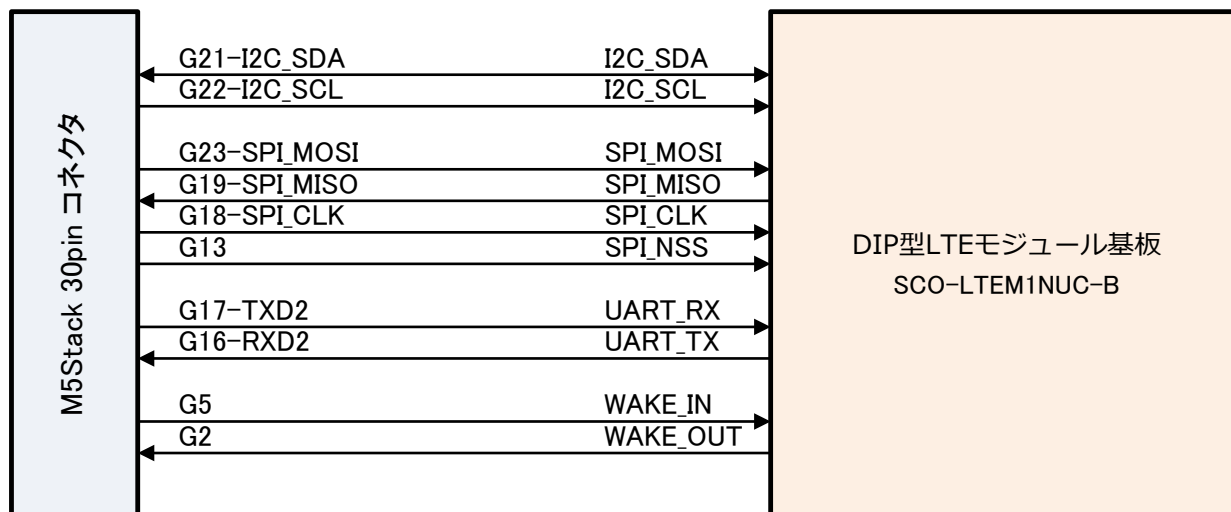 M5Stack 30pin コネクタ
G21-I2C_SDA I2C_SDA
G22-I2C_SCL I2C_SCL
G23-SPI_MOSI SPI_MOSI
G19-SPI_MISO SPI_MISO
G18-SPI_CLK SPI_CLK
G13 SPI_NSS
G17-TXD2 UART_RX
G16-RXD2 UART_TX
G5 WAKE_IN
G2 WAKE_OUT
DIP型LTEモジュール基板
SCO-LTEM1NUC-B